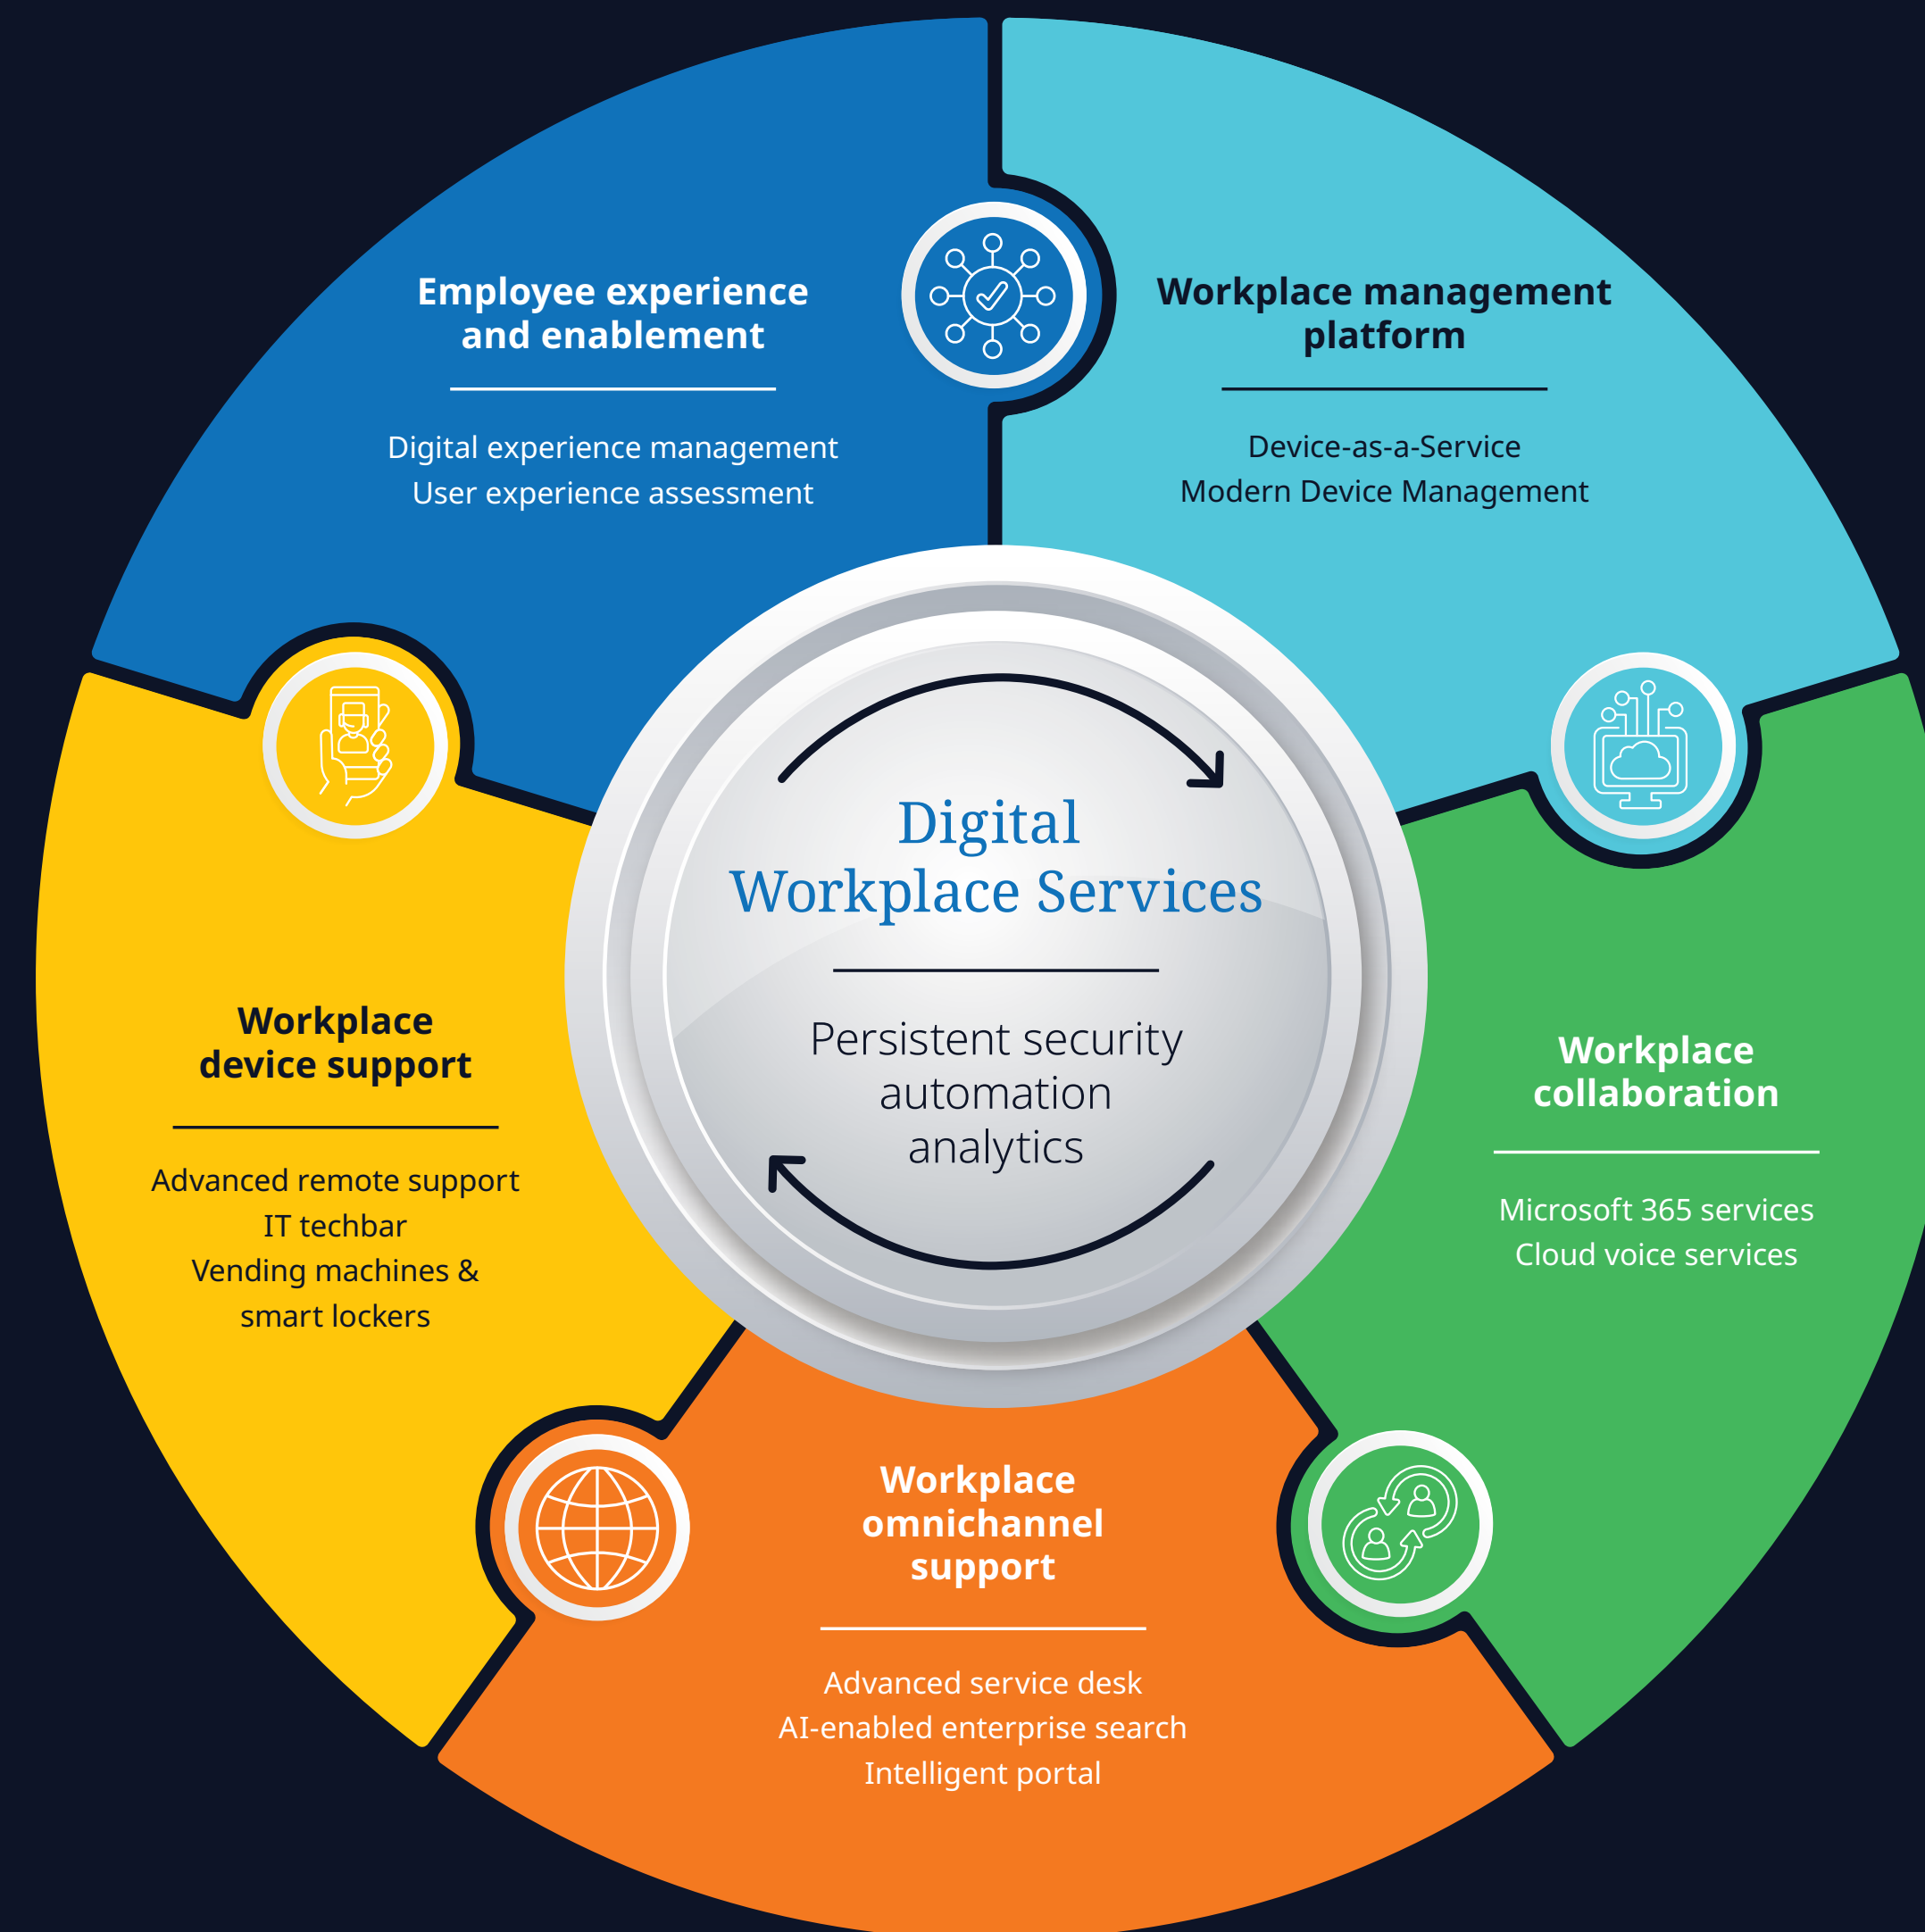 Employee experience
and enablement
Digital experience management
User experience assessment
Workplace management
platform
Device-as-a-Service
Modern Device Management
Digital
Workplace Services
Persistent security
automation
analytics
Workplace
device support
Advanced remote support
IT techbar
Vending machines &
smart lockers
Workplace
collaboration
Microsoft 365 services
Cloud voice services
Workplace
omnichannel
support
Advanced service desk
AI-enabled enterprise search
Intelligent portal